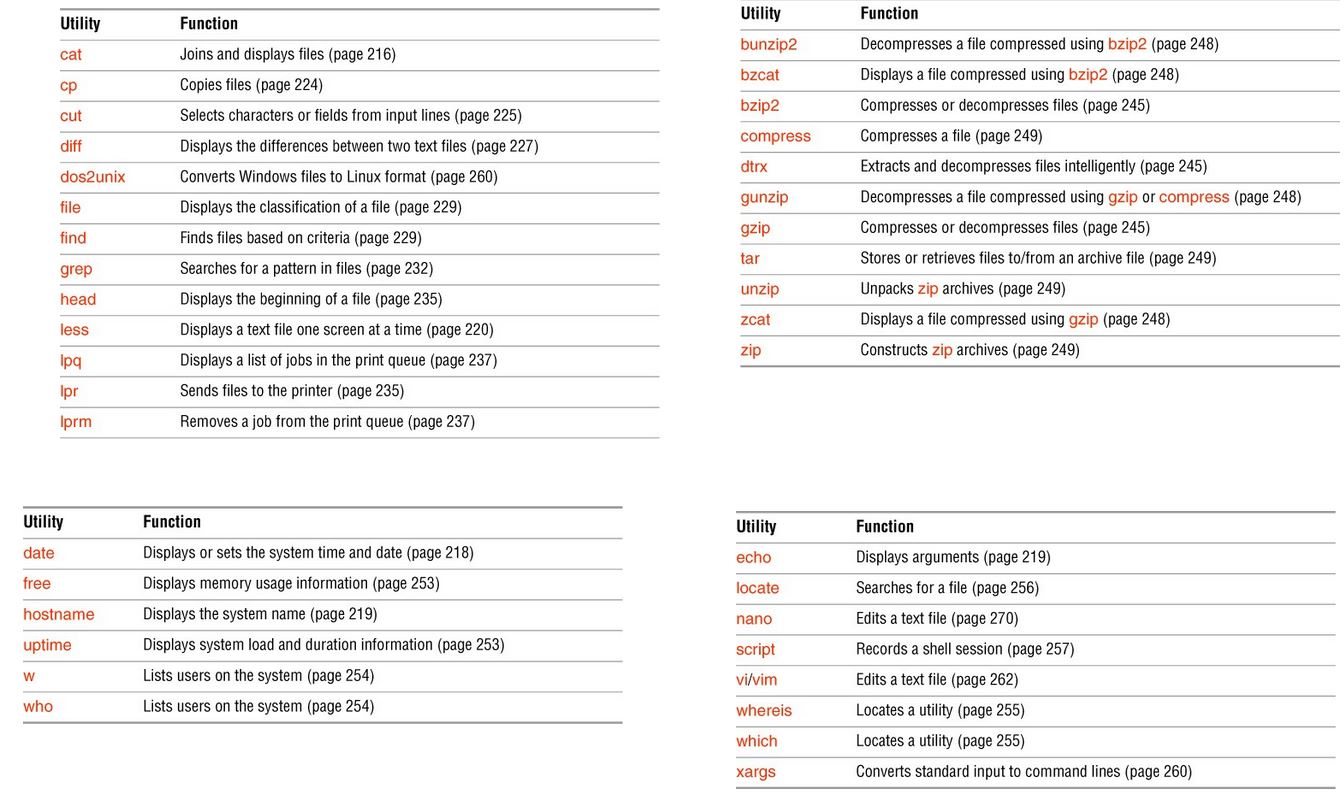 Utility Function
cat Joins and displays files (page 216)
cp Copies files (page 224)
cut Selects characters or fields from input lines (page 225)
diff Displays the differences between two text files (page 227)
dos2unix Converts Windows files to Linux format (page 260)
file Displays the classification of a file (page 229)
find Finds files based on criteria (page 229)
grep Searches for a pattern in files (page 232)
head Displays the beginning of a file (page 235)
less Displays a text file one screen at a time (page 220)
lpq Displays a list of jobs in the print queue (page 237)
lpr Sends files to the printer (page 235)
lprm Removes a job from the print queue (page 237)
Utility Function
bunzip2 Decompresses a file compressed using bzip2 (page 248)
bzcat Displays a file compressed using bzip2 (page 248)
bzip2 Compresses or decompresses files (page 245)
compress Compresses a file (page 249)
dtrx Extracts and decompresses files intelligently (page 245)
gunzip Decompresses a file compressed using gzip or compress (page 248)
gzip Compresses or decompresses files (page 245)
tar Stores or retrieves files to/from an archive file (page 249)
unzip Unpacks zip archives (page 249)
zcat Displays a file compressed using gzip (page 248)
zip Constructs zip archives (page 249)
Utility Function
date Displays or sets the system time and date (page 218)
free Displays memory usage information (page 253)
hostname Displays the system name (page 219)
uptime Displays system load and duration information (page 253)
w Lists users on the system (page 254)
who Lists users on the system (page 254)
Utility Function
echo Displays arguments (page 219)
locate Searches for a file (page 256)
nano Edits a text file (page 270)
script Records a shell session (page 257)
vi/vim Edits a text file (page 262)
whereis Locates a utility (page 255)
which Locates a utility (page 255)
xargs Converts standard input to command lines (page 260)